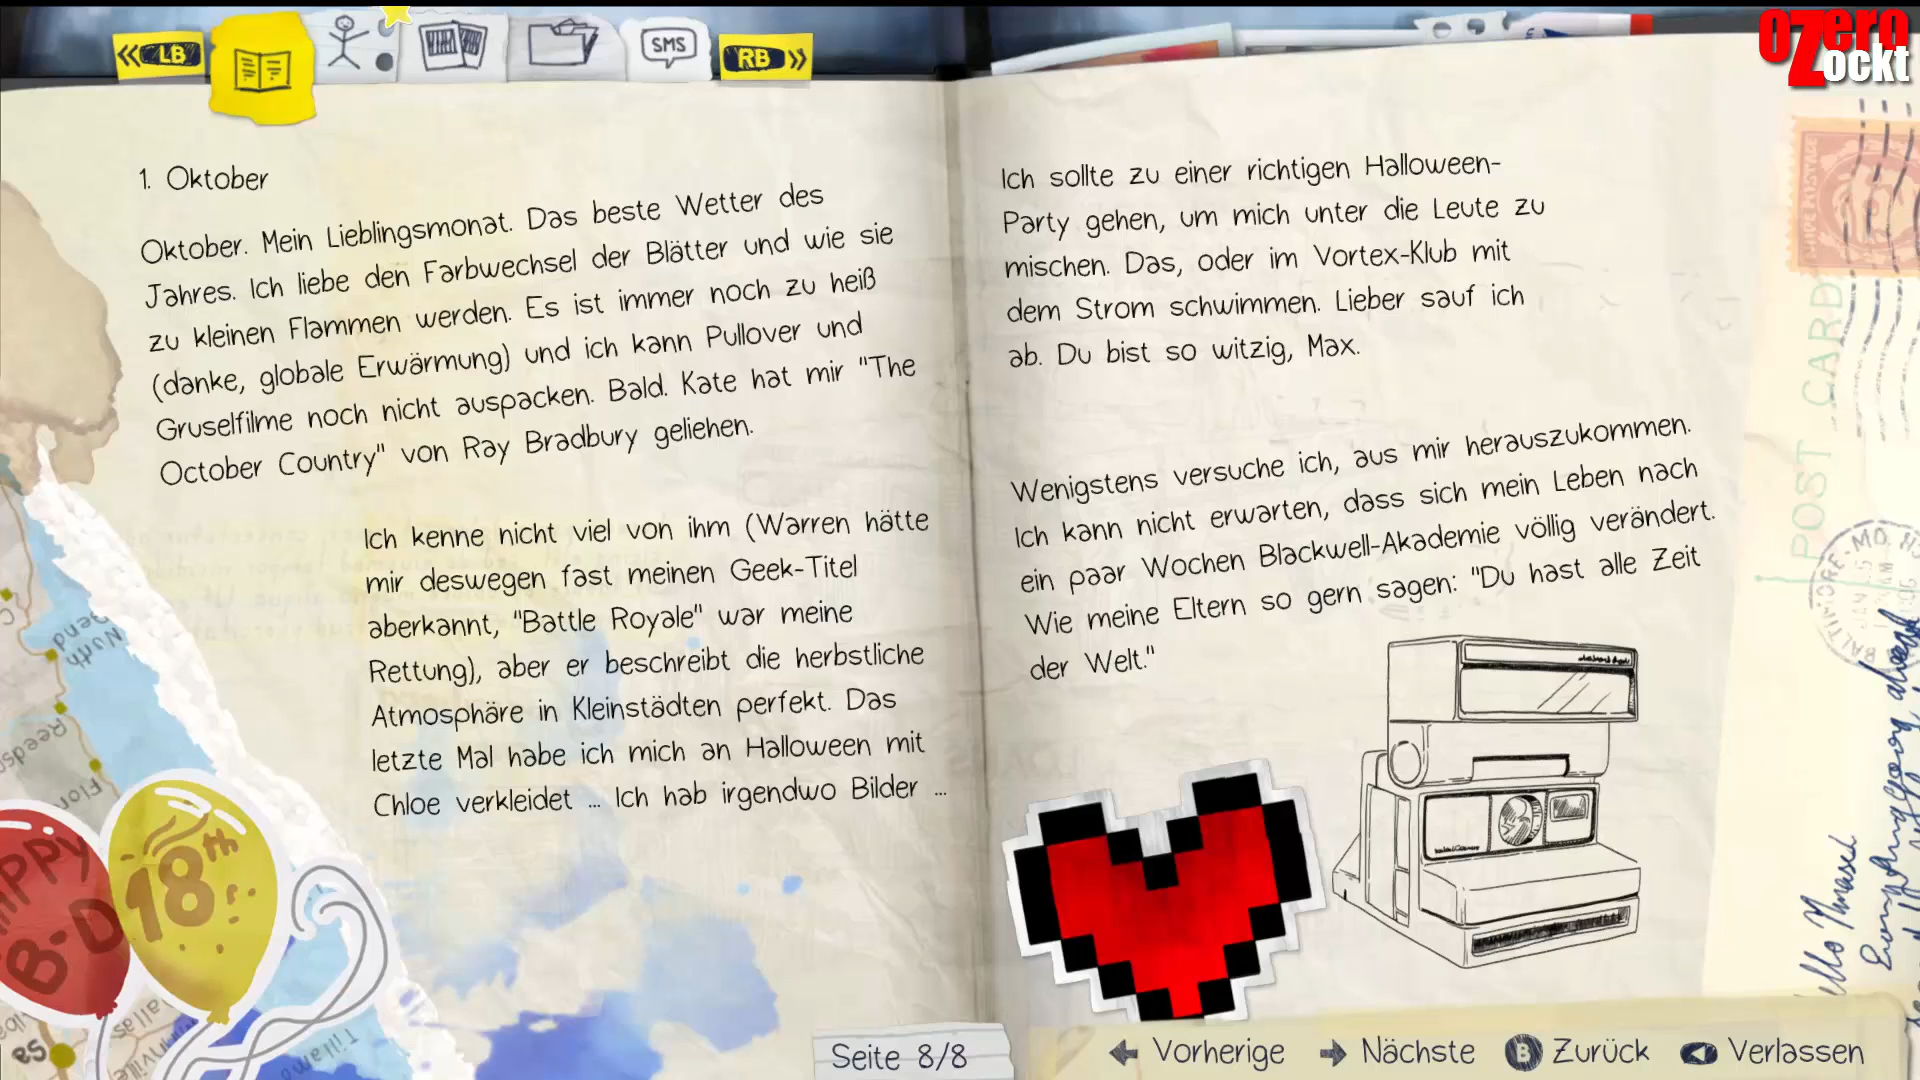 LB
SMS
RB
OZero
Zockt
1. Oktober
Oktober. Mein Lieblingsmonat. Das beste Wetter des
Jahres. Ich liebe den Farbwechsel der Blätter und wie sie
zu kleinen Flammen werden. Es ist immer noch zu heiß
(danke, globale Erwärmung) und ich kann Pullover und
Gruselfilme noch nicht auspacken. Bald. Kate hat mir "The
October Country" von Ray Bradbury geliehen.
Ich kenne nicht viel von ihm (Warren hätte
mir deswegen fast meinen Geek-Titel
aberkannt, "Battle Royale" war meine
Rettung), aber er beschreibt die herbstliche
Atmosphäre in Kleinstädten perfekt. Das
letzte Mal habe ich mich an Halloween mit
Chloe verkleidet ... Ich hab irgendwo Bilder ...
Ich sollte zu einer richtigen Halloween-
Party gehen, um mich unter die Leute zu
mischen. Das, oder im Vortex-Klub mit
dem Strom schwimmen. Lieber sauf ich
ab. Du bist so witzig, Max.
Wenigstens versuche ich, aus mir herauszukommen.
Ich kann nicht erwarten, dass sich mein Leben nach
ein paar Wochen Blackwell-Akademie völlig verändert.
Wie meine Eltern so gern sagen: "Du hast alle Zeit
der Welt."
POST CARD
BALTIMORE-MD.
North
Bend
18th
B-D
Seite 8/8
Vorherige
Nächste
B Zurück
Verlassen